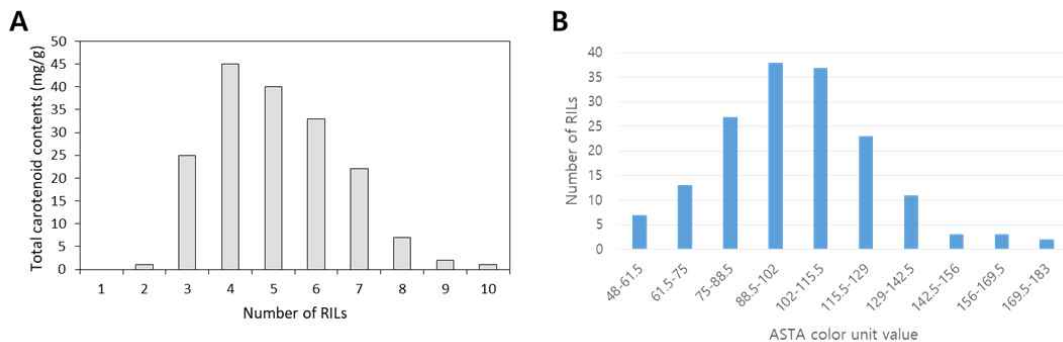 A
50
45
40
35
30
25
20
15
10
5
0
Total carotenoid contents (mg/g)
1 2 3 4 5 6 7 8 9 10
Number of RILs
B
40
35
30
25
20
15
10
5
0
Number of RILs
48-61.5 61.5-75 75-88.5 88.5-102 102-115.5 115.5-129 129-142.5 142.5-156 156-169.5 169.5-183
ASTA color unit value